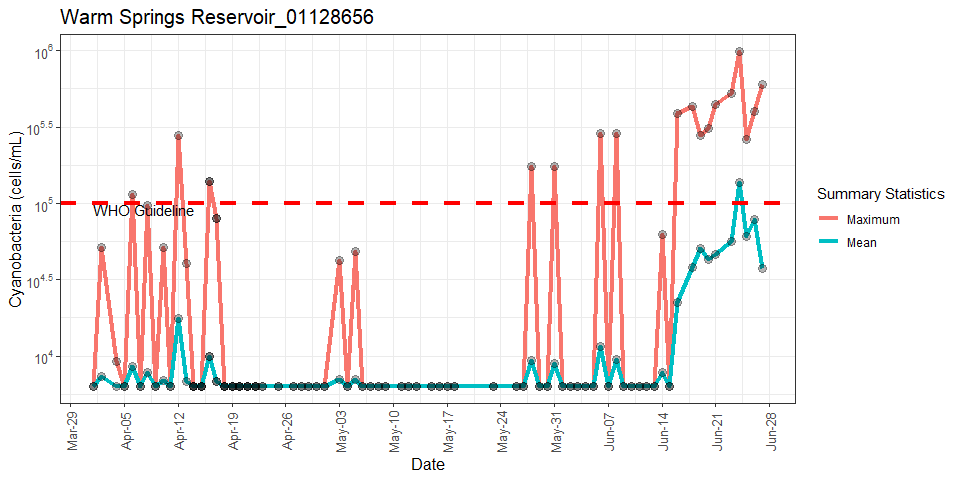 Warm Springs Reservoir_01128656
Cyanobacteria (cells/mL)
10^6
10^5.5
10^5
10^4.5
10^4
WHO Guideline
Mar-29
Apr-05
Apr-12
Apr-19
Apr-26
May-03
May-10
May-17
May-24
May-31
Jun-07
Jun-14
Jun-21
Jun-28
Date
Summary Statistics
Maximum
Mean